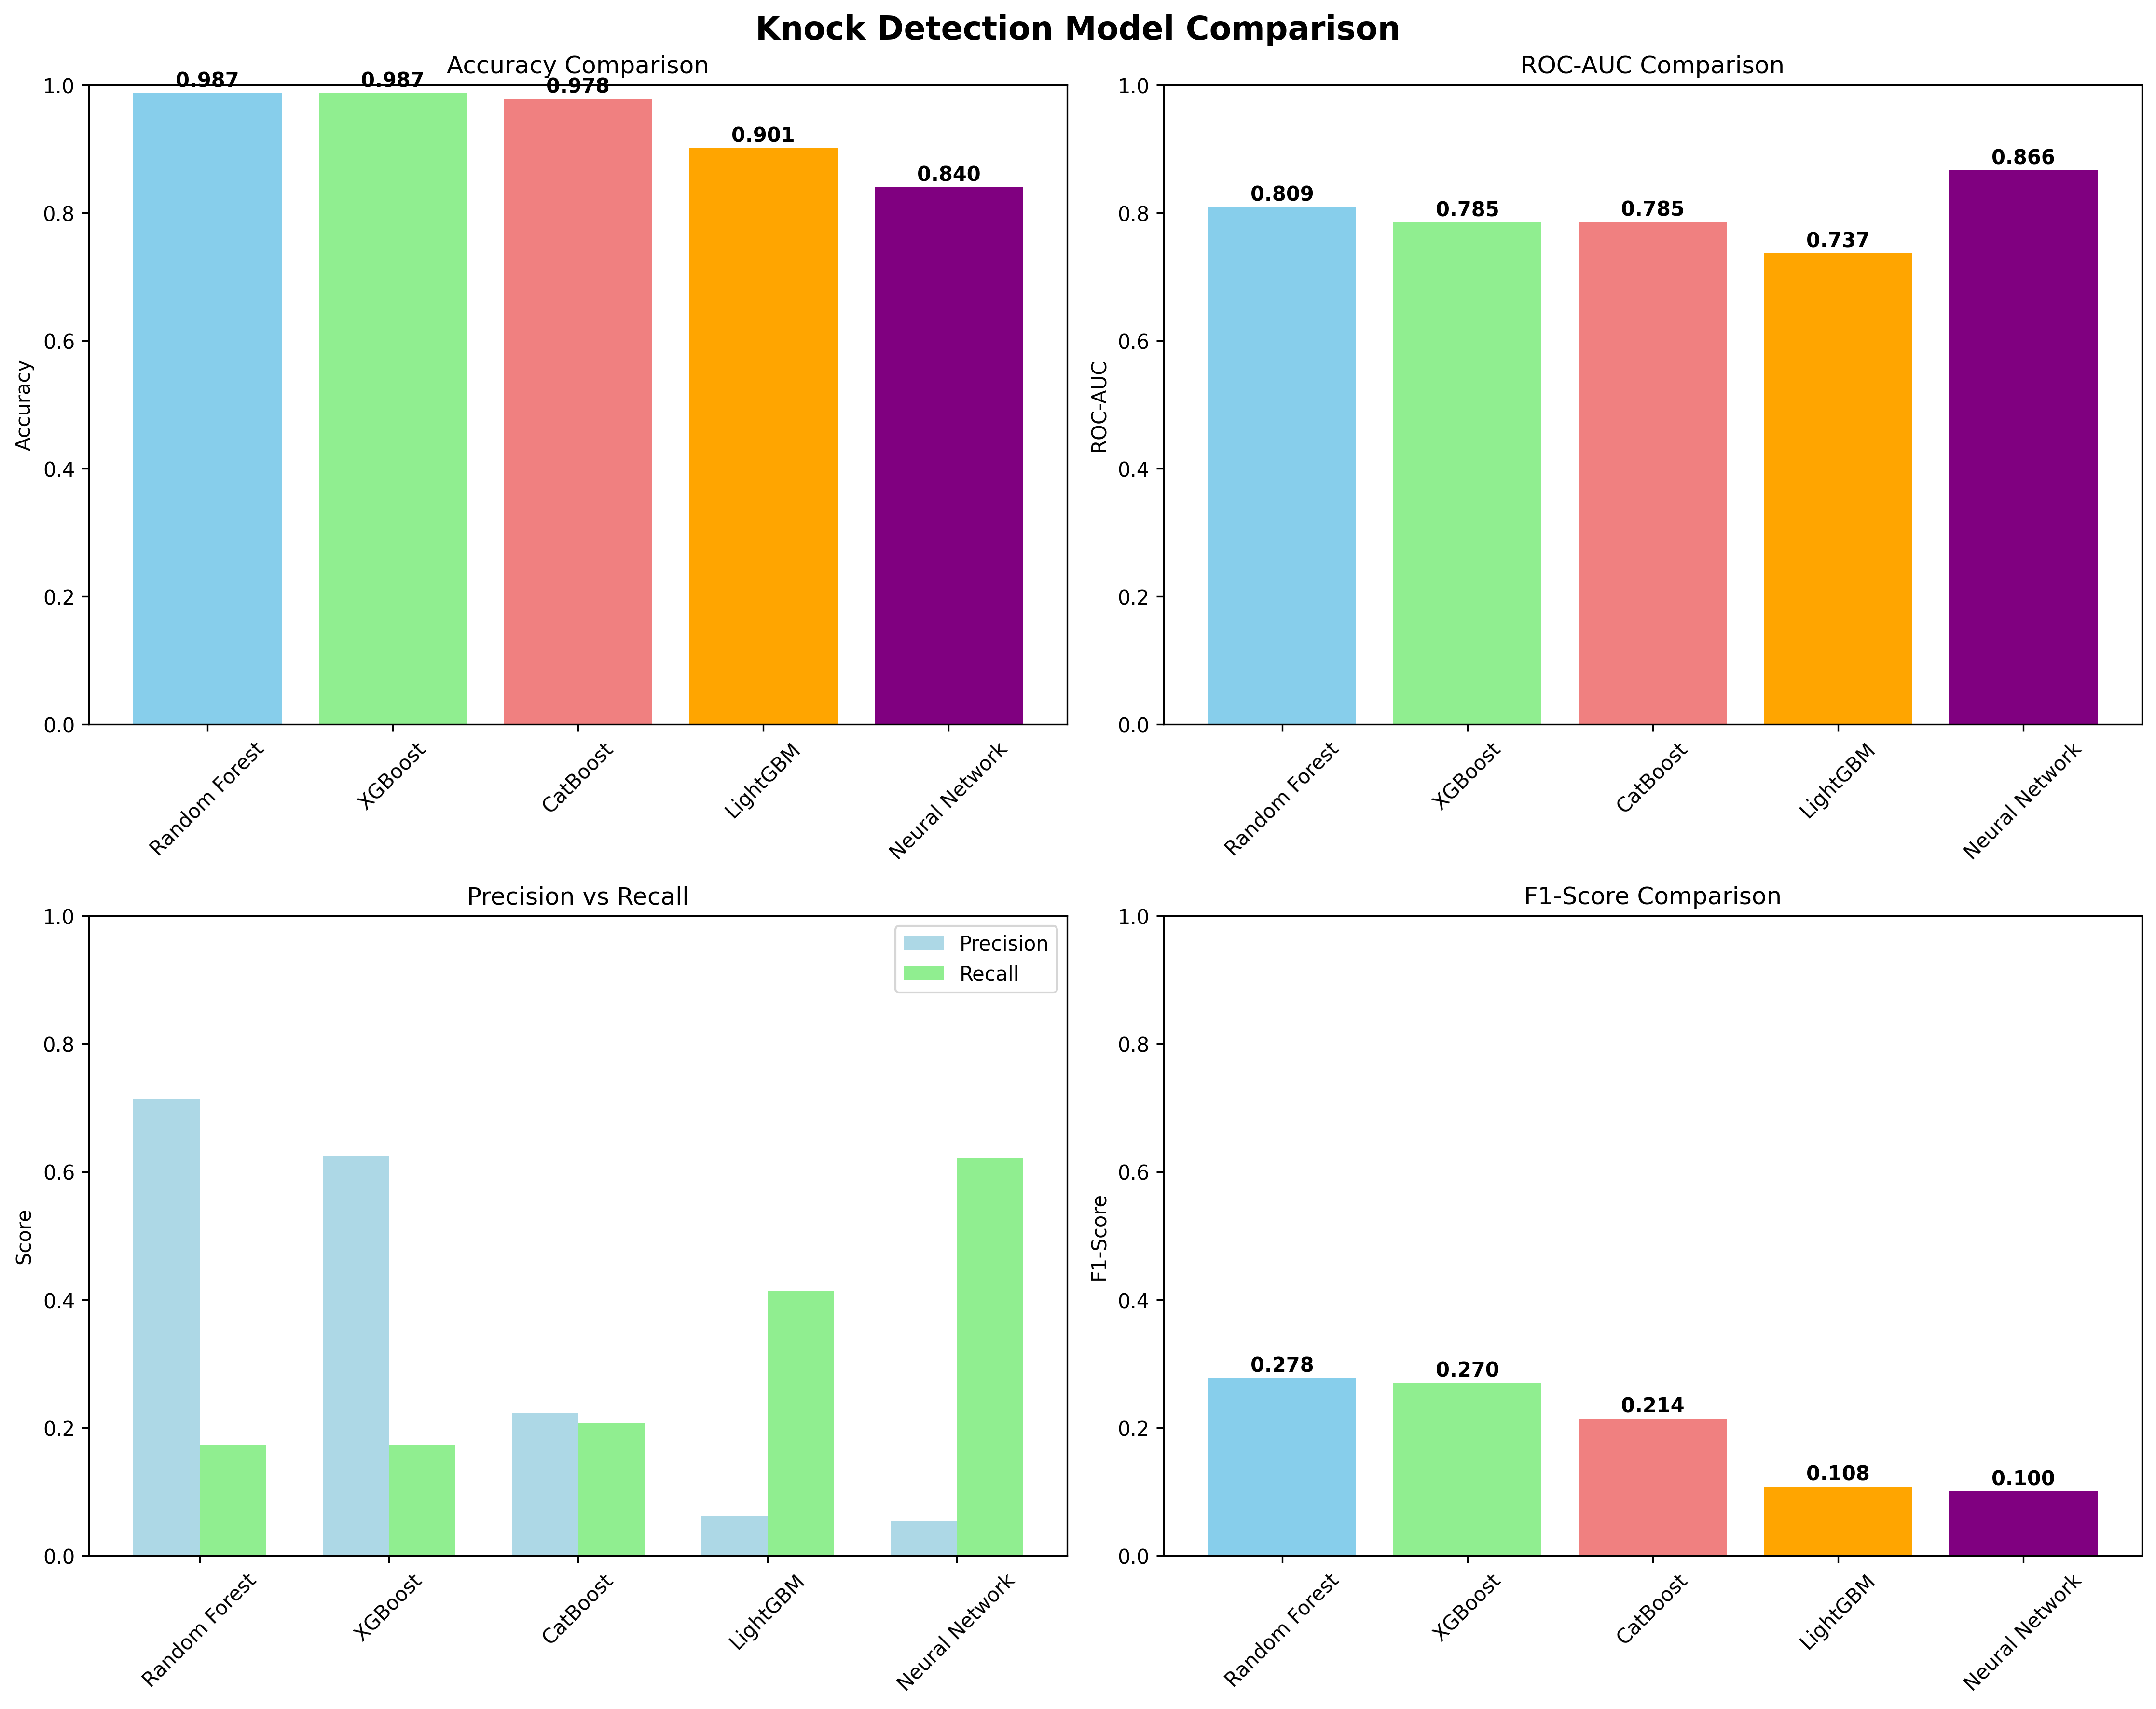 Knock Detection Model Comparison
Accuracy Comparison
Accuracy
1.0
0.8
0.6
0.4
0.2
0.0
0.987
0.987
0.978
0.901
0.840
Random Forest
XGBoost
CatBoost
LightGBM
Neural Network
ROC-AUC Comparison
ROC-AUC
1.0
0.8
0.6
0.4
0.2
0.0
0.809
0.785
0.785
0.737
0.866
Random Forest
XGBoost
CatBoost
LightGBM
Neural Network
Precision vs Recall
Score
1.0
0.8
0.6
0.4
0.2
0.0
Precision
Recall
Random Forest
XGBoost
CatBoost
LightGBM
Neural Network
F1-Score Comparison
F1-Score
1.0
0.8
0.6
0.4
0.2
0.0
0.278
0.270
0.214
0.108
0.100
Random Forest
XGBoost
CatBoost
LightGBM
Neural Network